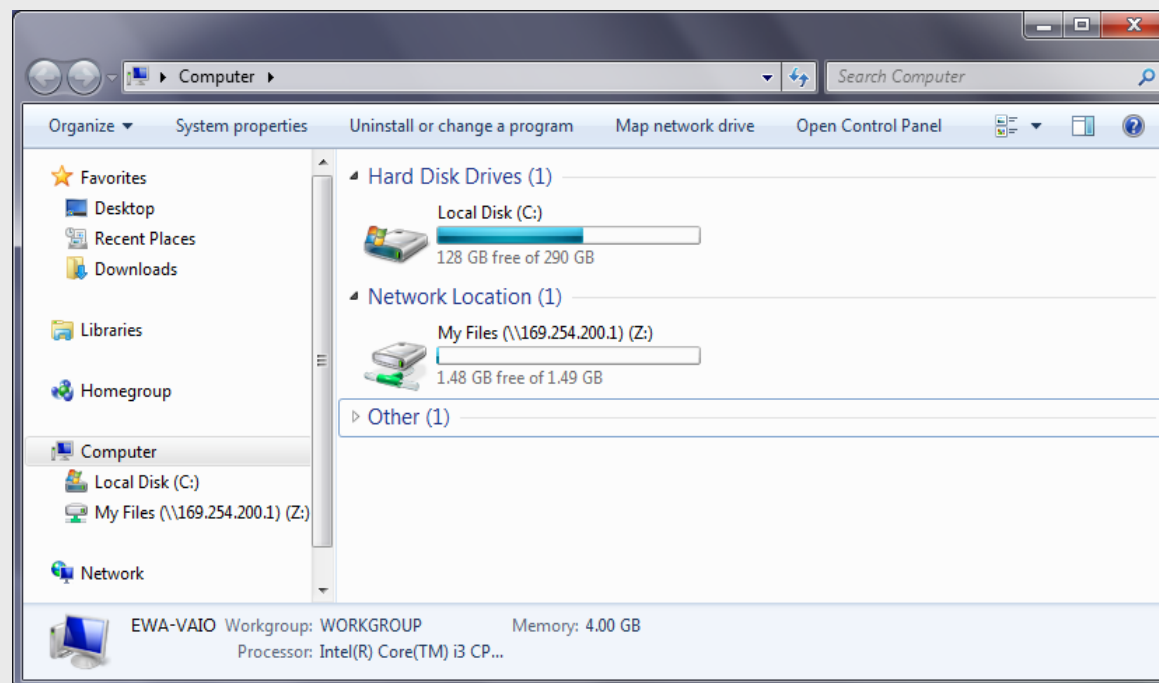 Computer
Search Computer
Organize System properties Uninstall or change a program Map network drive Open Control Panel
Favorites
Desktop
Recent Places
Downloads
Libraries
Homegroup
Computer
Local Disk (C:)
My Files (\\169.254.200.1) (Z:)
Network
Hard Disk Drives (1)
Local Disk (C:)
128 GB free of 290 GB
Network Location (1)
My Files (\\169.254.200.1) (Z:)
1.48 GB free of 1.49 GB
Other (1)
EWA-VAIO Workgroup: WORKGROUP Memory: 4.00 GB
Processor: Intel(R) Core(TM) i3 CP...